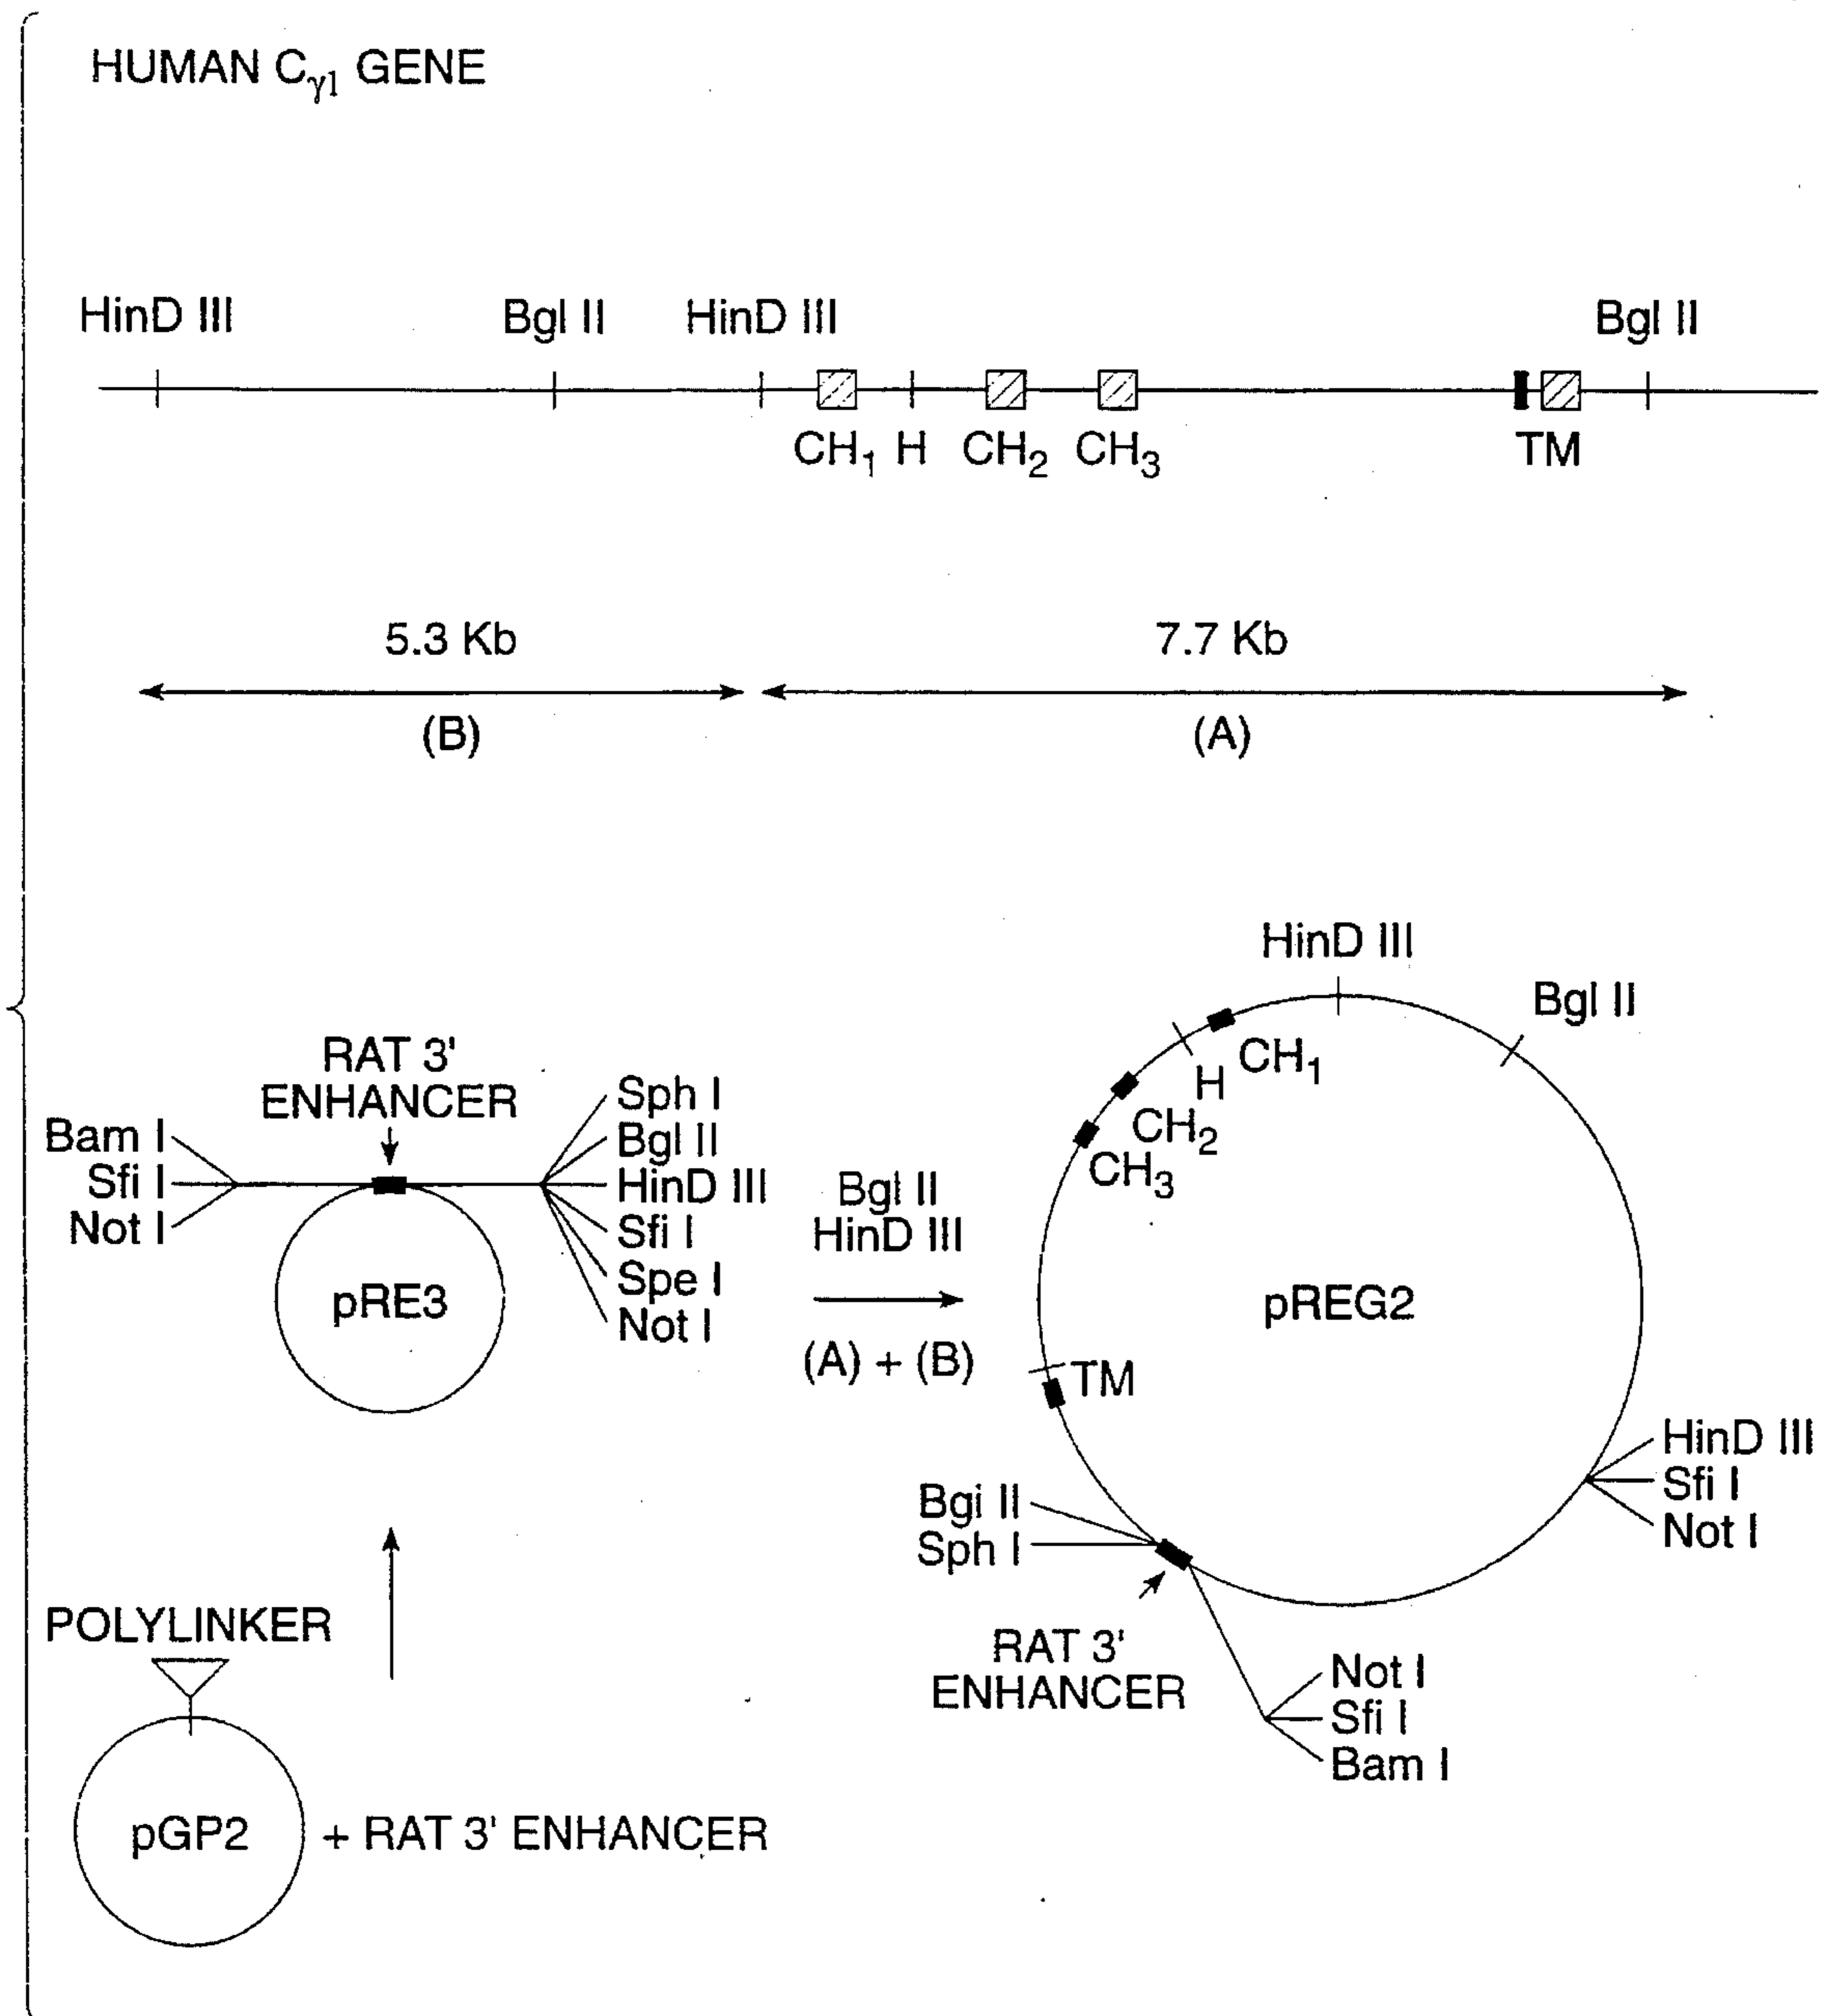 HUMAN Cγ1 GENE
HinD III
Bgl II
HinD III
Bgl II
CH1
H
CH2
CH3
TM
5.3 Kb
7.7 Kb
(B)
(A)
RAT 3'
ENHANCER
Bam I
Sfi I
Not I
Sph I
Bgl II
HinD III
Sfi I
Spe I
Not I
pRE3
Bgl II
HinD III
(A) + (B)
HinD III
Bgl II
CH1
H
CH2
CH3
pREG2
TM
HinD III
Sfi I
Not I
Bgi II
Sph I
RAT 3'
ENHANCER
Not I
Sfi I
Bam I
POLYLINKER
pGP2
+ RAT 3' ENHANCER